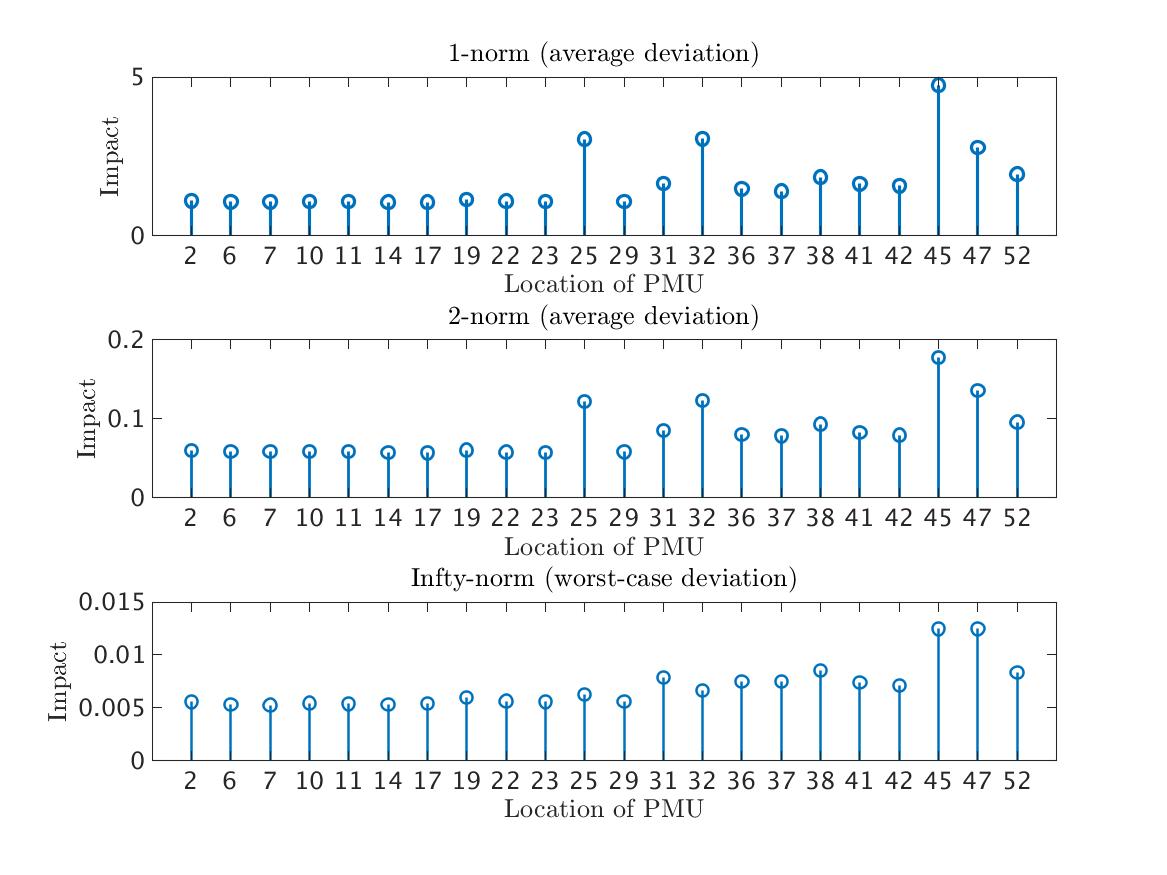 1-norm (average deviation)
5
Impact
0
2 6 7 10 11 14 17 19 22 23 25 29 31 32 36 37 38 41 42 45 47 52
Location of PMU
2-norm (average deviation)
0.2
0.1
Impact
0
2 6 7 10 11 14 17 19 22 23 25 29 31 32 36 37 38 41 42 45 47 52
Location of PMU
Infty-norm (worst-case deviation)
0.015
0.01
Impact
0.005
0
2 6 7 10 11 14 17 19 22 23 25 29 31 32 36 37 38 41 42 45 47 52
Location of PMU